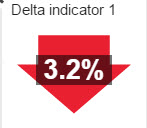 Delta indicator 1
3.2%